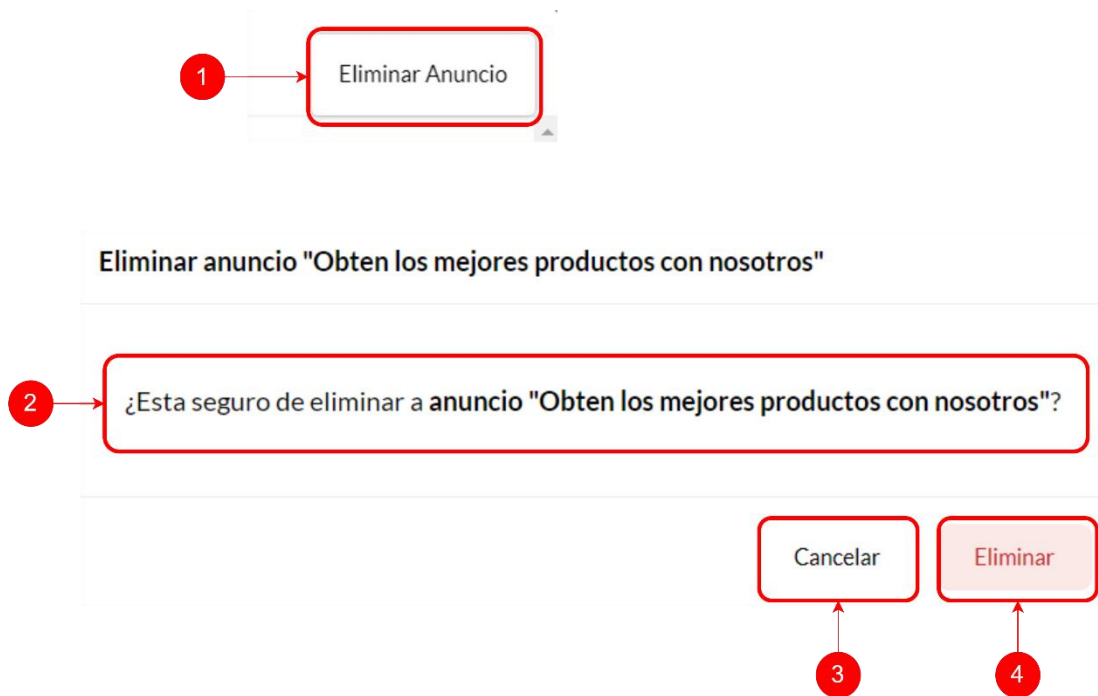 1
Eliminar Anuncio
Eliminar anuncio "Obten los mejores productos con nosotros"
2
¿Esta seguro de eliminar a anuncio "Obten los mejores productos con nosotros"?
Cancelar
Eliminar
3
4